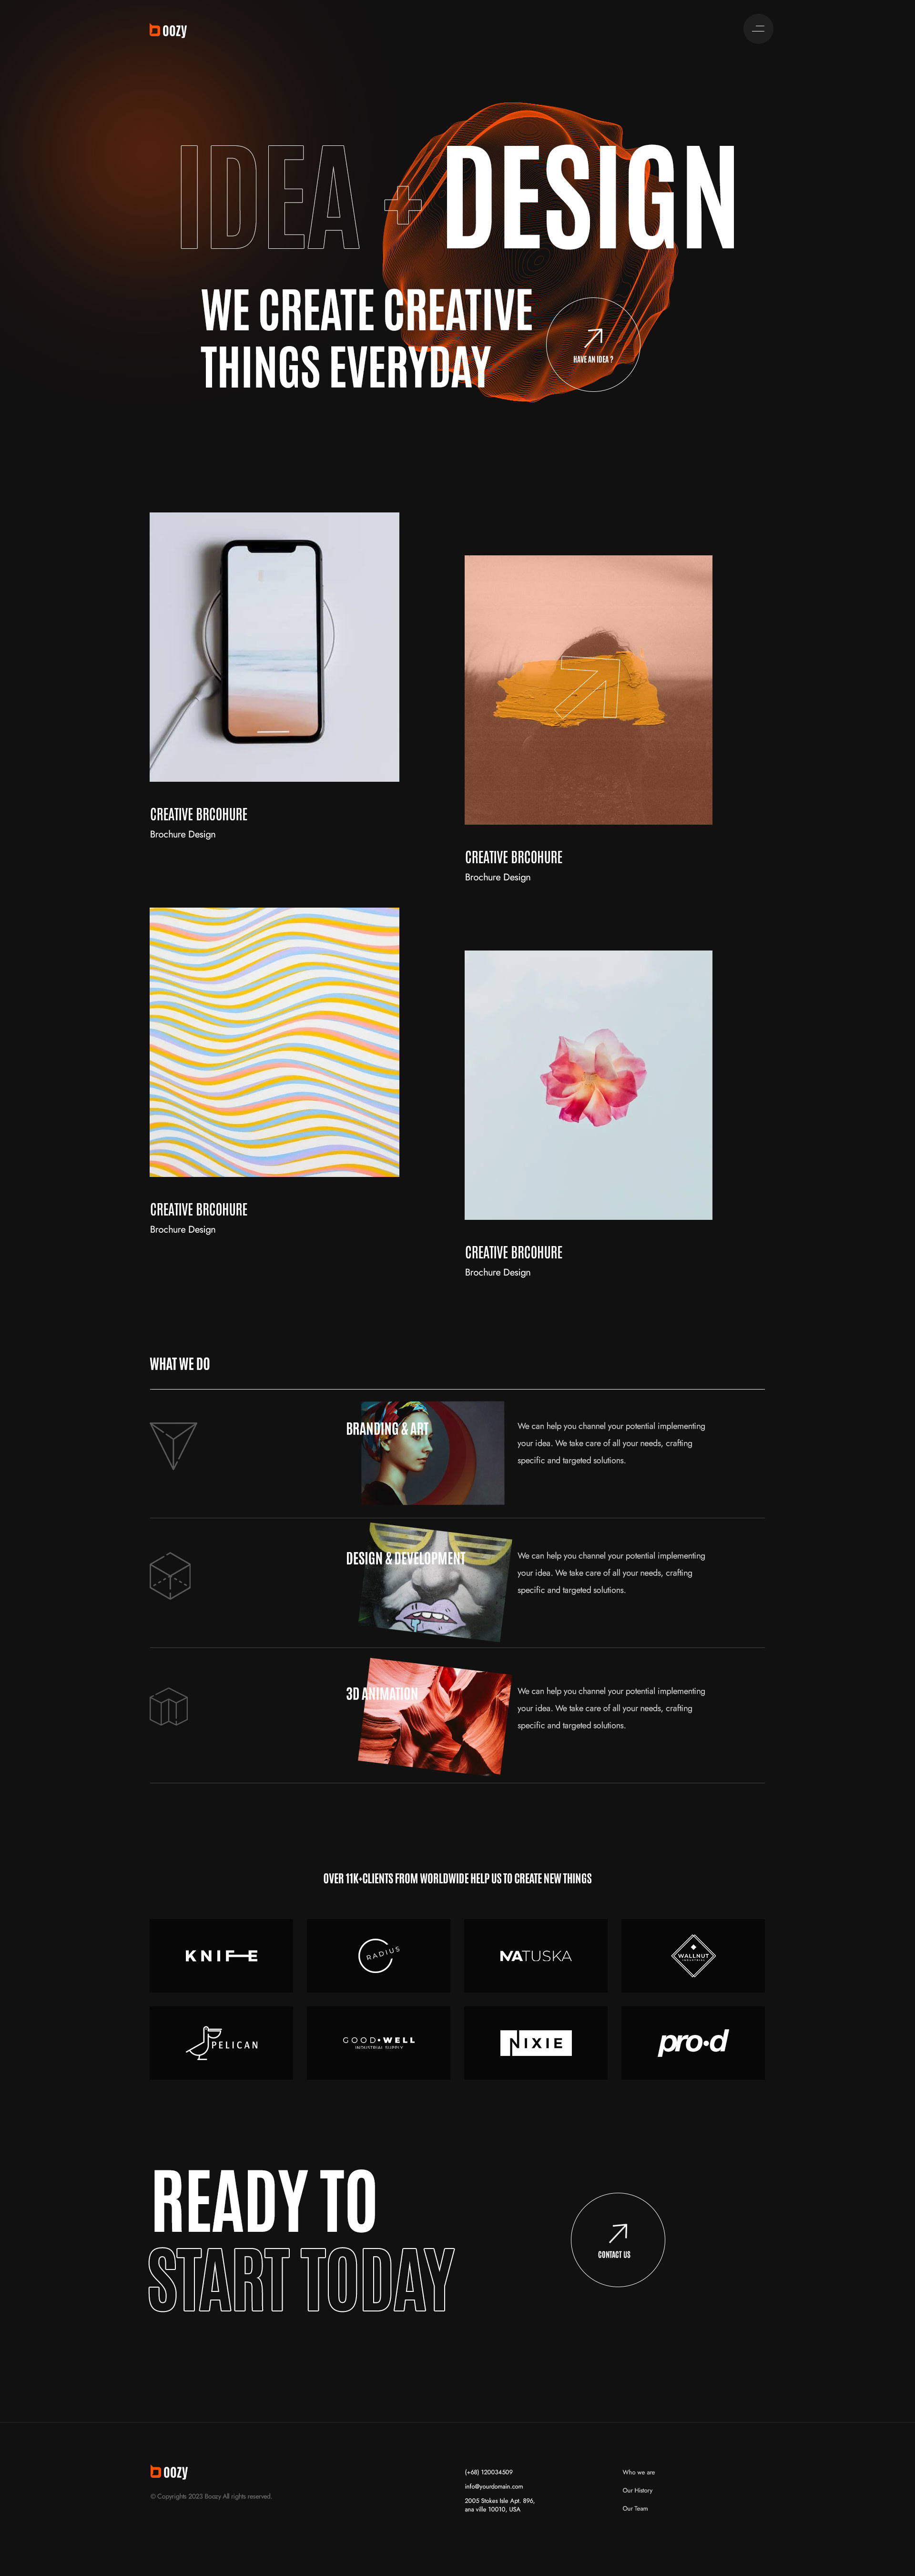 boozy
IDEA + DESIGN
WE CREATE CREATIVE
THINGS EVERYDAY
HAVE AN IDEA ?
CREATIVE BRCOHURE
Brochure Design
CREATIVE BRCOHURE
Brochure Design
CREATIVE BRCOHURE
Brochure Design
CREATIVE BRCOHURE
Brochure Design
WHAT WE DO
BRANDING & ART
We can help you channel your potential implementing
your idea. We take care of all your needs, crafting
specific and targeted solutions.
DESIGN & DEVELOPMENT
We can help you channel your potential implementing
your idea. We take care of all your needs, crafting
specific and targeted solutions.
3D ANIMATION
We can help you channel your potential implementing
your idea. We take care of all your needs, crafting
specific and targeted solutions.
OVER 11K+CLIENTS FROM WORLDWIDE HELP US TO CREATE NEW THINGS
KNIFE
RADIUS
MATUSKA
WALLNUT
INDUSTRIES
PELICAN
GOOD•WELL
INDUSTRIAL SUPPLY
NIXIE
pro•d
READY TO
START TODAY
CONTACT US
boozy
© Copyrights 2023 Boozy All rights reserved.
(+68) 120034509
info@yourdomain.com
2005 Stokes Isle Apt. 896,
ana ville 10010, USA
Who we are
Our History
Our Team